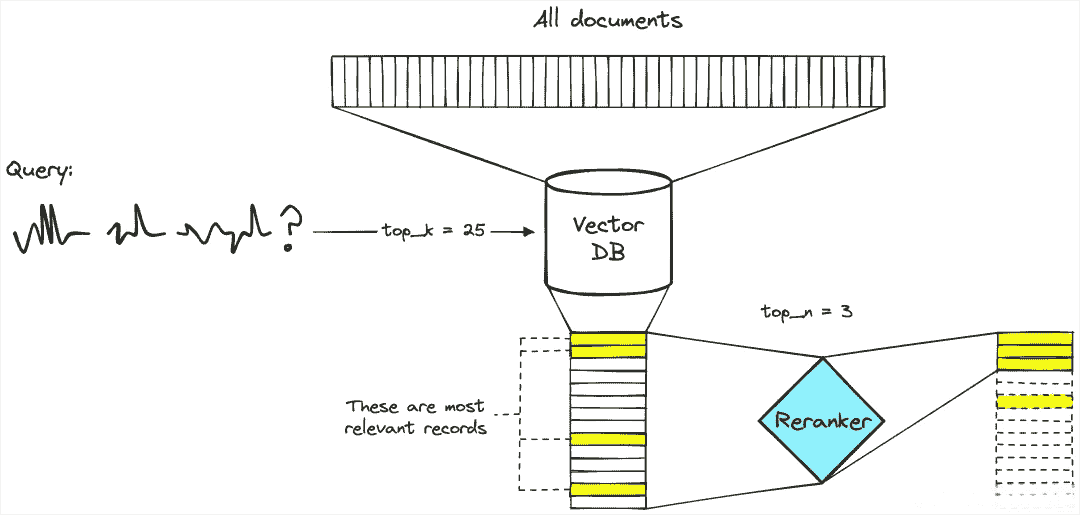 All documents
Query:
?
top_k = 25
Vector
DB
top_n = 3
These are most
relevant records
Reranker